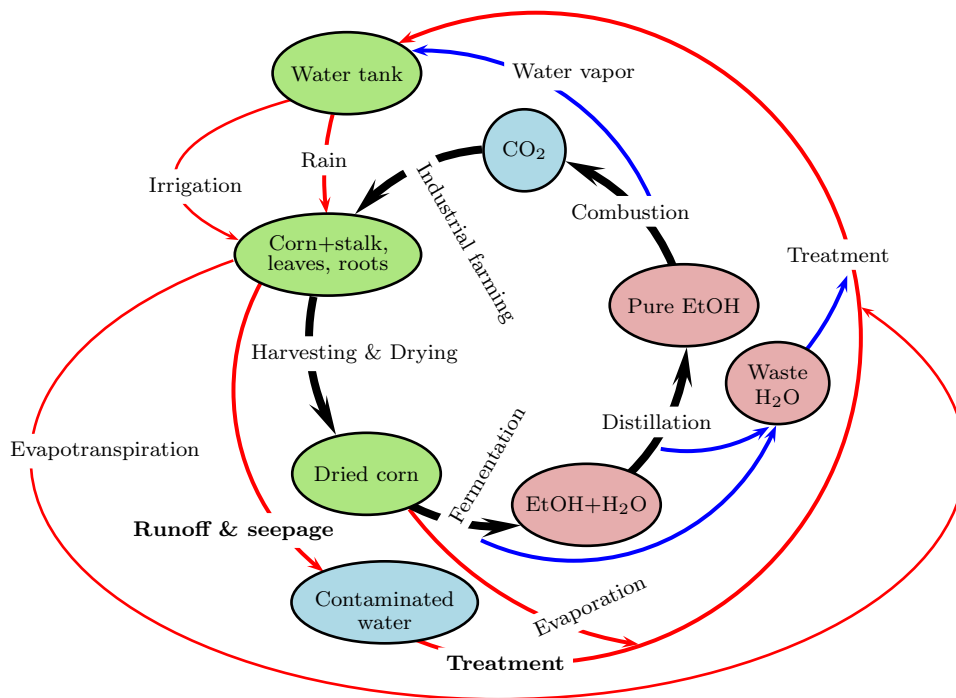 Water tank
Water vapor
CO₂
Rain
Irrigation
Industrial farming
Combustion
Corn+stalk,
leaves, roots
Treatment
Pure EtOH
Harvesting & Drying
Waste
H₂O
Distillation
Evapotranspiration
Dried corn
Fermentation
EtOH+H₂O
Runoff & seepage
Contaminated
water
Evaporation
Treatment